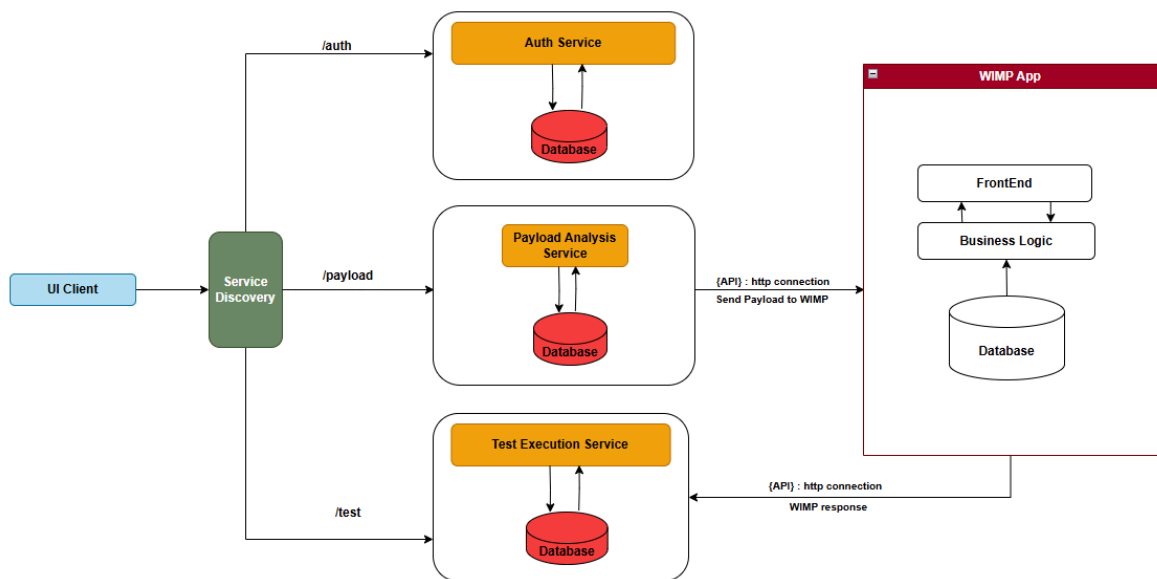 /auth
Auth Service
Database
WIMP App
FrontEnd
Business Logic
Database
UI Client
Service
Discovery
/payload
Payload Analysis
Service
Database
{API} : http connection
Send Payload to WIMP
/test
Test Execution Service
Database
{API} : http connection
WIMP response